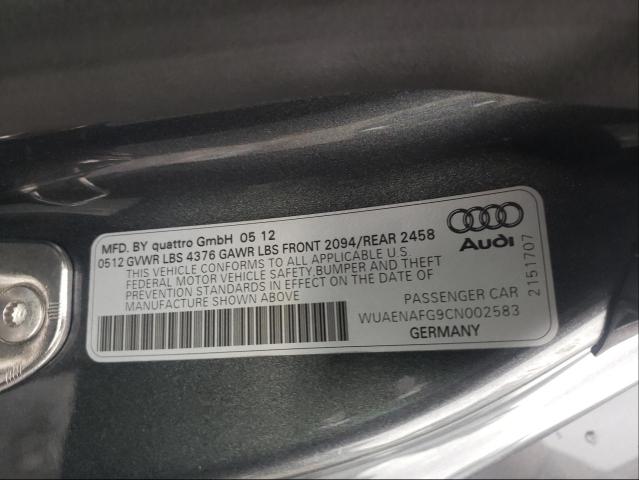 MFD. BY quattro GmbH 05 12
0512 GVWR LBS 4376 GAWR LBS FRONT 2094/REAR 2458
THIS VEHICLE CONFORMS TO ALL APPLICABLE U.S.
FEDERAL MOTOR VEHICLE SAFETY,BUMPER AND THEFT
PREVENTION STANDARDS IN EFFECT ON THE DATE OF
MANUFACTURE SHOWN ABOVE
Audi
2151707
PASSENGER CAR
WUAENAFG9CN002583
GERMANY